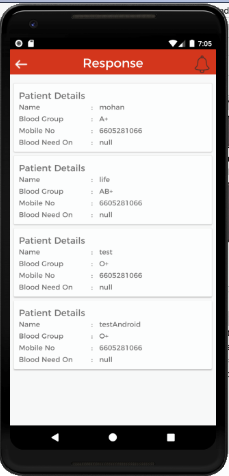 7:05
Response
Patient Details
Name : mohan
Blood Group : A+
Mobile No : 6605281066
Blood Need On : null
Patient Details
Name : life
Blood Group : AB+
Mobile No : 6605281066
Blood Need On : null
Patient Details
Name : test
Blood Group : O+
Mobile No : 6605281066
Blood Need On : null
Patient Details
Name : testAndroid
Blood Group : O+
Mobile No : 6605281066
Blood Need On : null